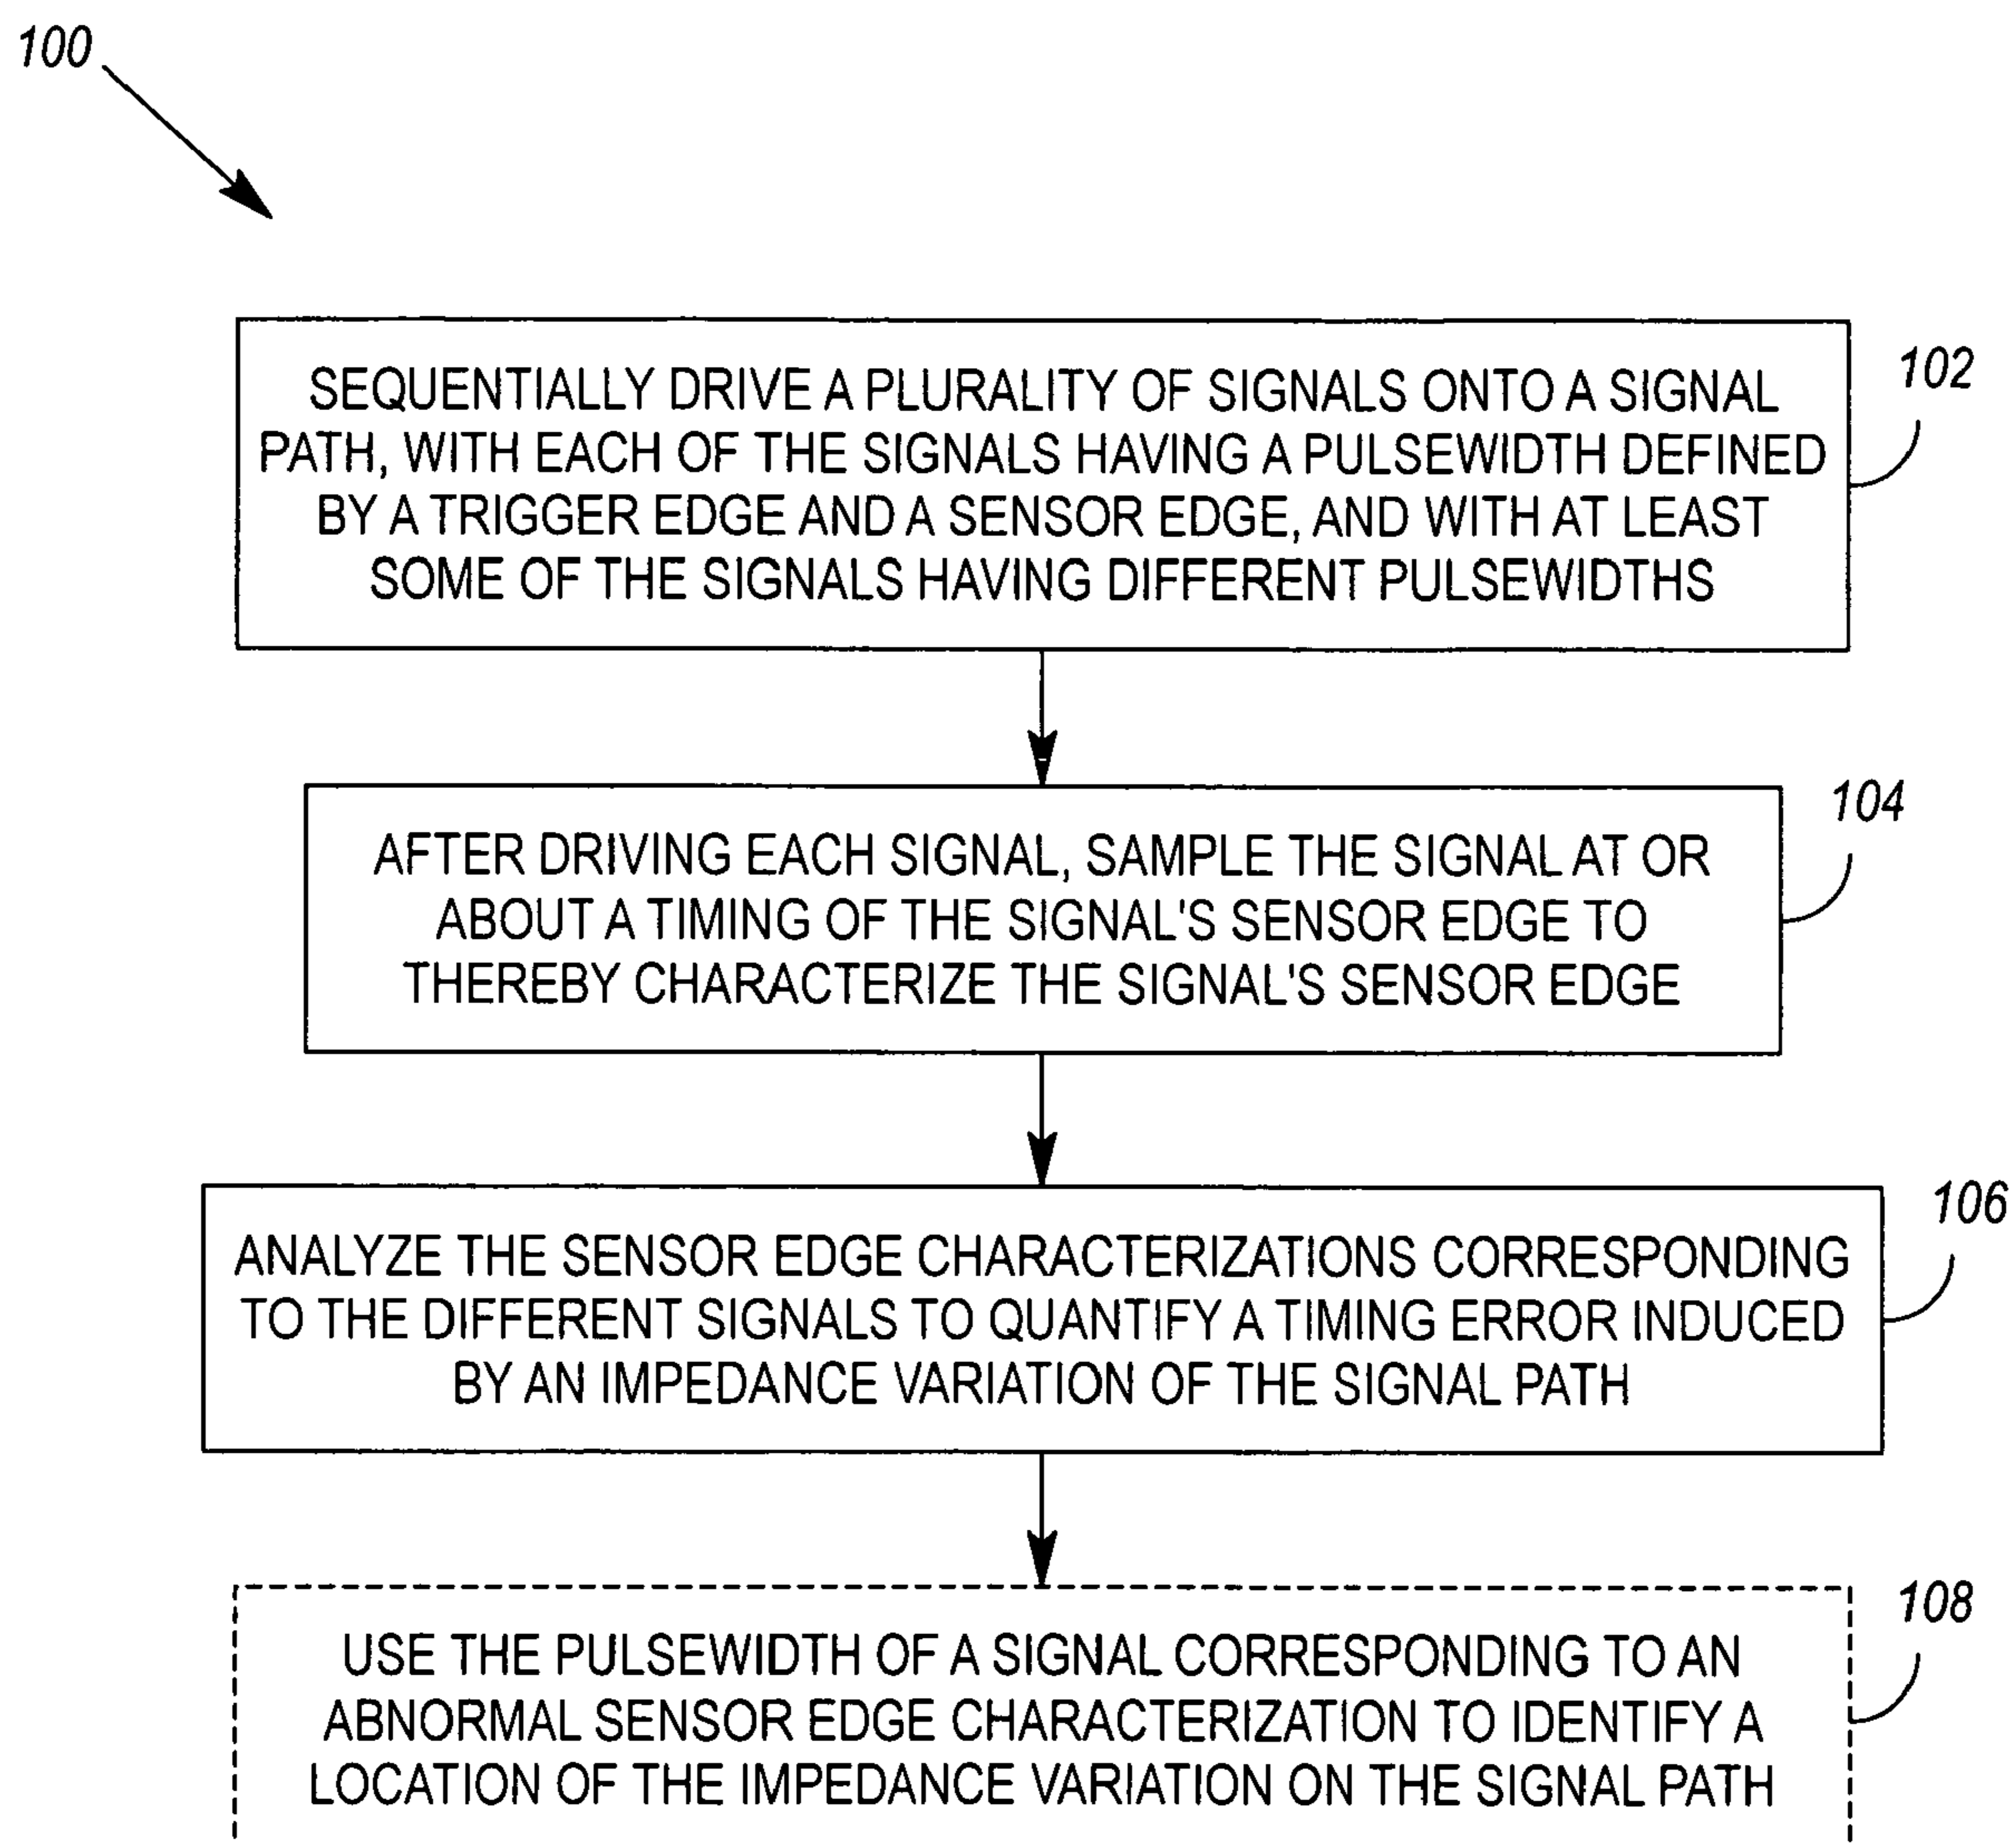 100
SEQUENTIALLY DRIVE A PLURALITY OF SIGNALS ONTO A SIGNAL
PATH, WITH EACH OF THE SIGNALS HAVING A PULSEWIDTH DEFINED
BY A TRIGGER EDGE AND A SENSOR EDGE, AND WITH AT LEAST
SOME OF THE SIGNALS HAVING DIFFERENT PULSEWIDTHS
102
AFTER DRIVING EACH SIGNAL, SAMPLE THE SIGNAL AT OR
ABOUT A TIMING OF THE SIGNAL'S SENSOR EDGE TO
THEREBY CHARACTERIZE THE SIGNAL'S SENSOR EDGE
104
ANALYZE THE SENSOR EDGE CHARACTERIZATIONS CORRESPONDING
TO THE DIFFERENT SIGNALS TO QUANTIFY A TIMING ERROR INDUCED
BY AN IMPEDANCE VARIATION OF THE SIGNAL PATH
106
USE THE PULSEWIDTH OF A SIGNAL CORRESPONDING TO AN
ABNORMAL SENSOR EDGE CHARACTERIZATION TO IDENTIFY A
LOCATION OF THE IMPEDANCE VARIATION ON THE SIGNAL PATH
108